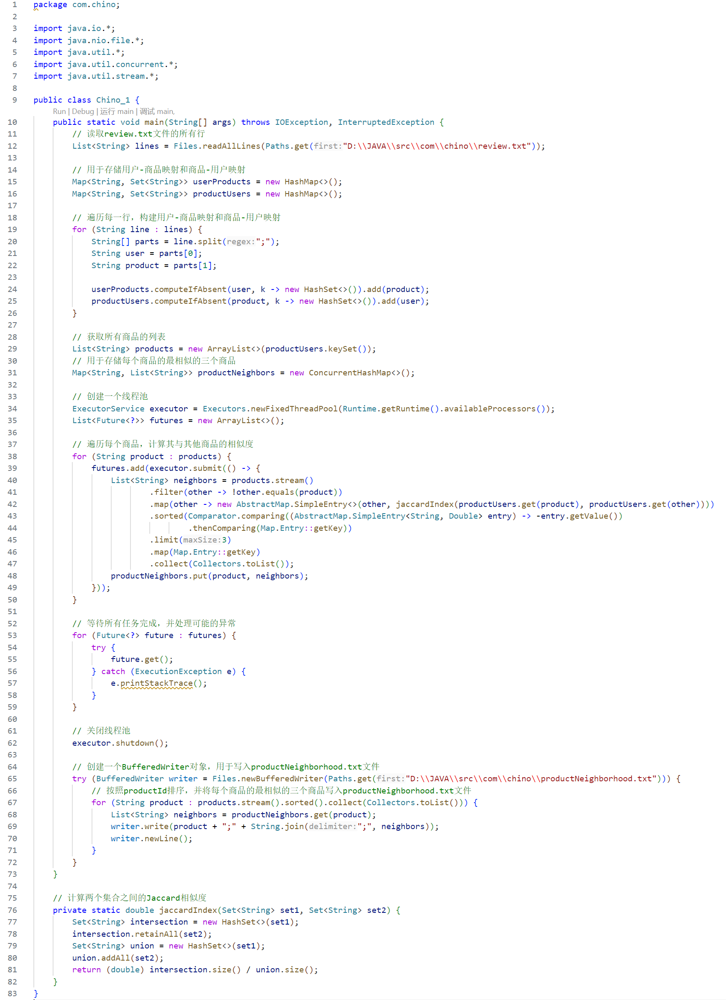 1 package com.chino;
2
3 import java.io.*;
4 import java.nio.file.*;
5 import java.util.*;
6 import java.util.concurrent.*;
7 import java.util.stream.*;
8
9 public class Chino_1 {
Run | Debug | 运行 main | 调试 main,
10     public static void main(String[] args) throws IOException, InterruptedException {
11         // 读取review.txt文件的所有行
12         List<String> lines = Files.readAllLines(Paths.get(first:"D:\\JAVA\\src\\com\\chino\\review.txt"));
13
14         // 用于存储用户-商品映射和商品-用户映射
15         Map<String, Set<String>> userProducts = new HashMap<>();
16         Map<String, Set<String>> productUsers = new HashMap<>();
17
18         // 遍历每一行，构建用户-商品映射和商品-用户映射
19         for (String line : lines) {
20             String[] parts = line.split(regex:";");
21             String user = parts[0];
22             String product = parts[1];
23
24             userProducts.computeIfAbsent(user, k -> new HashSet<>()).add(product);
25             productUsers.computeIfAbsent(product, k -> new HashSet<>()).add(user);
26         }
27
28         // 获取所有商品的列表
29         List<String> products = new ArrayList<>(productUsers.keySet());
30         // 用于存储每个商品的最相似的三个商品
31         Map<String, List<String>> productNeighbors = new ConcurrentHashMap<>();
32
33         // 创建一个线程池
34         ExecutorService executor = Executors.newFixedThreadPool(Runtime.getRuntime().availableProcessors());
35         List<Future<?>> futures = new ArrayList<>();
36
37         // 遍历每个商品，计算其与其他商品的相似度
38         for (String product : products) {
39             futures.add(executor.submit(() -> {
40                 List<String> neighbors = products.stream()
41                         .filter(other -> !other.equals(product))
42                         .map(other -> new AbstractMap.SimpleEntry<>(other, jaccardIndex(productUsers.get(product), productUsers.get(other))))
43                         .sorted(Comparator.comparing((AbstractMap.SimpleEntry<String, Double> entry) -> -entry.getValue())
44                                 .thenComparing(Map.Entry::getKey))
45                         .limit(maxSize:3)
46                         .map(Map.Entry::getKey)
47                         .collect(Collectors.toList());
48                 productNeighbors.put(product, neighbors);
49             }));
50         }
51
52         // 等待所有任务完成，并处理可能的异常
53         for (Future<?> future : futures) {
54             try {
55                 future.get();
56             } catch (ExecutionException e) {
57                 e.printStackTrace();
58             }
59         }
60
61         // 关闭线程池
62         executor.shutdown();
63
64         // 创建一个BufferedWriter对象，用于写入productNeighborhood.txt文件
65         try (BufferedWriter writer = Files.newBufferedWriter(Paths.get(first:"D:\\JAVA\\src\\com\\chino\\productNeighborhood.txt"))) {
66             // 按照productId排序，并将每个商品的最相似的三个商品写入productNeighborhood.txt文件
67             for (String product : products.stream().sorted().collect(Collectors.toList())) {
68                 List<String> neighbors = productNeighbors.get(product);
69                 writer.write(product + ";" + String.join(delimiter:";", neighbors));
70                 writer.newLine();
71             }
72         }
73     }
74
75     // 计算两个集合之间的Jaccard相似度
76     private static double jaccardIndex(Set<String> set1, Set<String> set2) {
77         Set<String> intersection = new HashSet<>(set1);
78         intersection.retainAll(set2);
79         Set<String> union = new HashSet<>(set1);
80         union.addAll(set2);
81         return (double) intersection.size() / union.size();
82     }
83 }